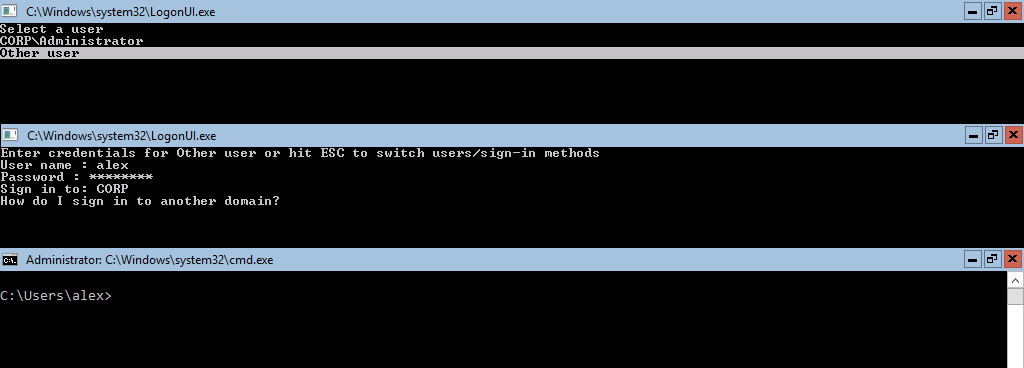 C:\Windows\system32\LogonUI.exe
Select a user
CORP\Administrator
Other user
C:\Windows\system32\LogonUI.exe
Enter credentials for Other user or hit ESC to switch users/sign-in methods
User name : alex
Password : ********
Sign in to: CORP
How do I sign in to another domain?
Administrator: C:\Windows\system32\cmd.exe
C:\Users\alex>